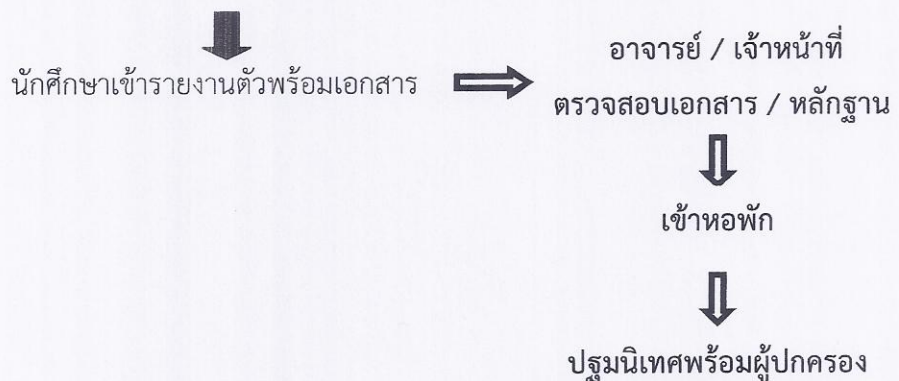 นักศึกษาเข้ารายงานตัวพร้อมเอกสาร
อาจารย์ / เจ้าหน้าที่
ตรวจสอบเอกสาร / หลักฐาน
เข้าหอพัก
ปฐมนิเทศพร้อมผู้ปกครอง